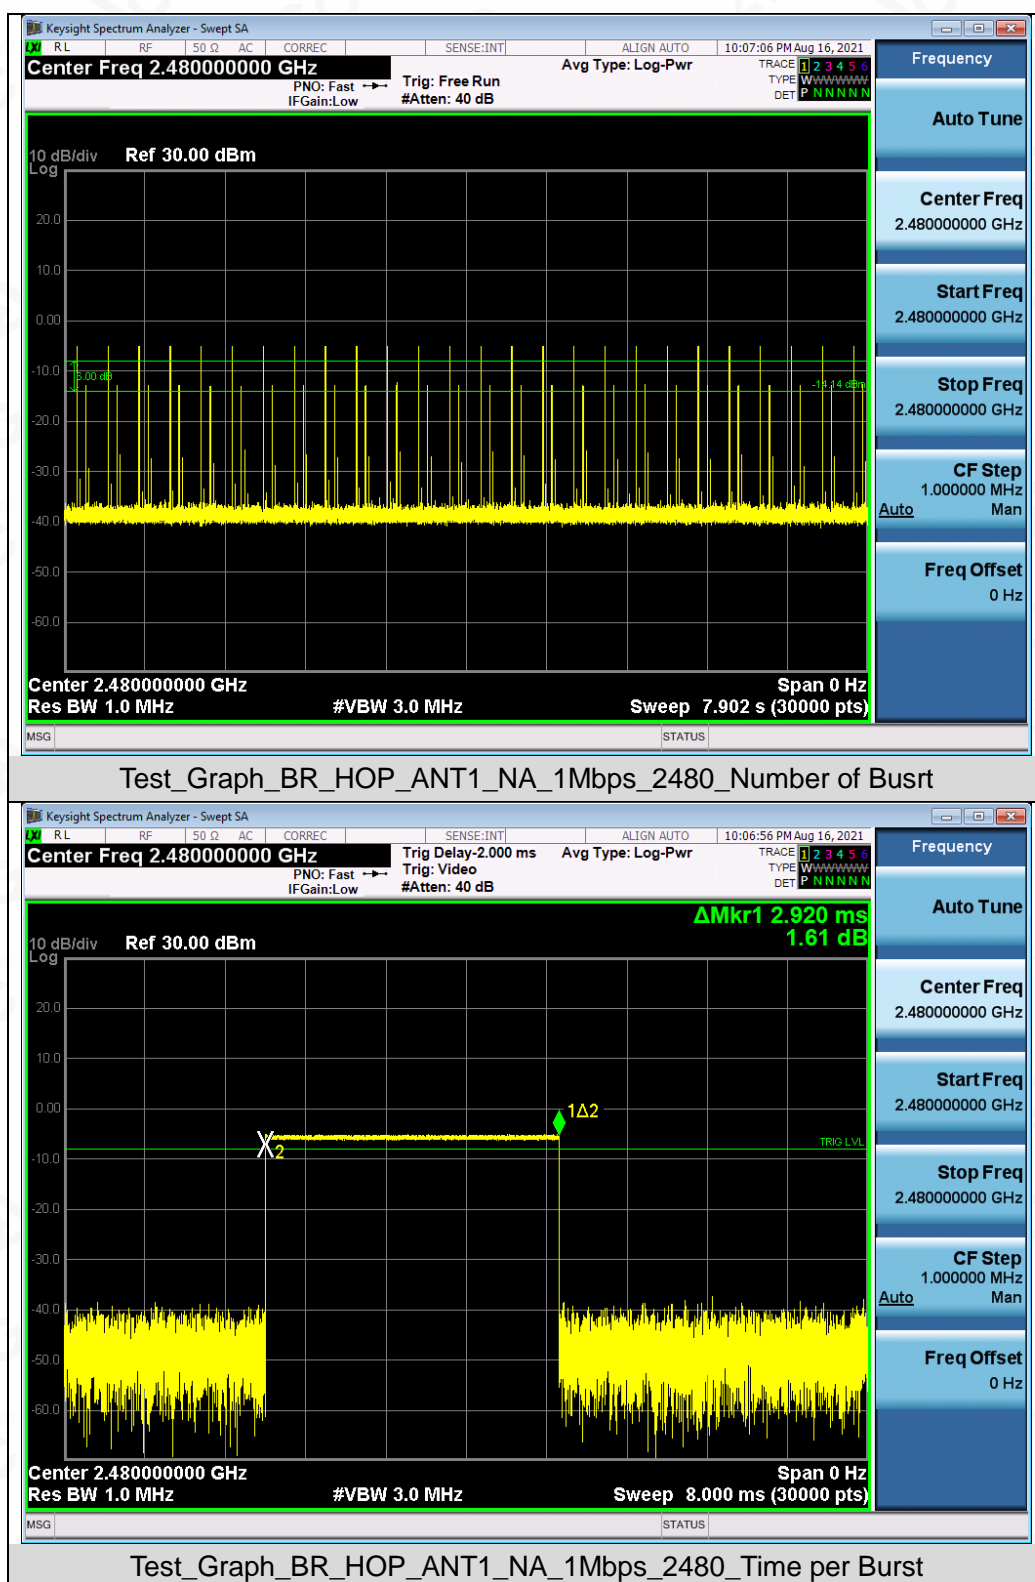 Keysight Spectrum Analyzer - Swept SA
LXI RL RF 50 Ω AC CORREC SENSE:INT ALIGN AUTO 10:07:06 PM Aug 16, 2021
Center Freq 2.480000000 GHz Avg Type: Log-Pwr TRACE 1 2 3 4 5 6
PNO: Fast Trig: Free Run TYPE WWWWWW
IFGain:Low #Atten: 40 dB DET P N N N N N
Frequency
Auto Tune
10 dB/div Ref 30.00 dBm
Log
20.0
10.0
0.00
-10.0
6.00 dB
-14.14 dBm
-20.0
-30.0
-40.0
-50.0
-60.0
Center Freq
2.480000000 GHz
Start Freq
2.480000000 GHz
Stop Freq
2.480000000 GHz
CF Step
1.000000 MHz
Auto Man
Freq Offset
0 Hz
Center 2.480000000 GHz Span 0 Hz
Res BW 1.0 MHz #VBW 3.0 MHz Sweep 7.902 s (30000 pts)
MSG STATUS
Test_Graph_BR_HOP_ANT1_NA_1Mbps_2480_Number of Busrt
Keysight Spectrum Analyzer - Swept SA
LXI RL RF 50 Ω AC CORREC SENSE:INT ALIGN AUTO 10:06:56 PM Aug 16, 2021
Center Freq 2.480000000 GHz Trig Delay-2.000 ms Avg Type: Log-Pwr TRACE 1 2 3 4 5 6
PNO: Fast Trig: Video TYPE WWWWWW
IFGain:Low #Atten: 40 dB DET P N N N N N
Frequency
Auto Tune
ΔMkr1 2.920 ms
1.61 dB
10 dB/div Ref 30.00 dBm
Log
20.0
10.0
0.00
1Δ2
X2
TRIG LVL
-10.0
-20.0
-30.0
-40.0
-50.0
-60.0
Center Freq
2.480000000 GHz
Start Freq
2.480000000 GHz
Stop Freq
2.480000000 GHz
CF Step
1.000000 MHz
Auto Man
Freq Offset
0 Hz
Center 2.480000000 GHz Span 0 Hz
Res BW 1.0 MHz #VBW 3.0 MHz Sweep 8.000 ms (30000 pts)
MSG STATUS
Test_Graph_BR_HOP_ANT1_NA_1Mbps_2480_Time per Burst